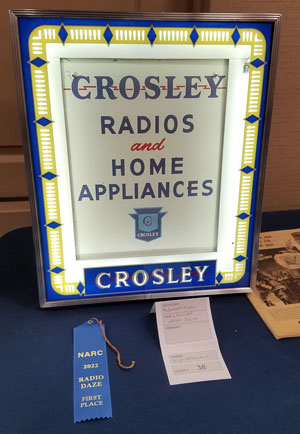 CROSLEY
RADIOS
and
HOME
APPLIANCES
C
CROSLEY
CROSLEY
NARC
2022
RADIO
DAZE
FIRST
PLACE
38